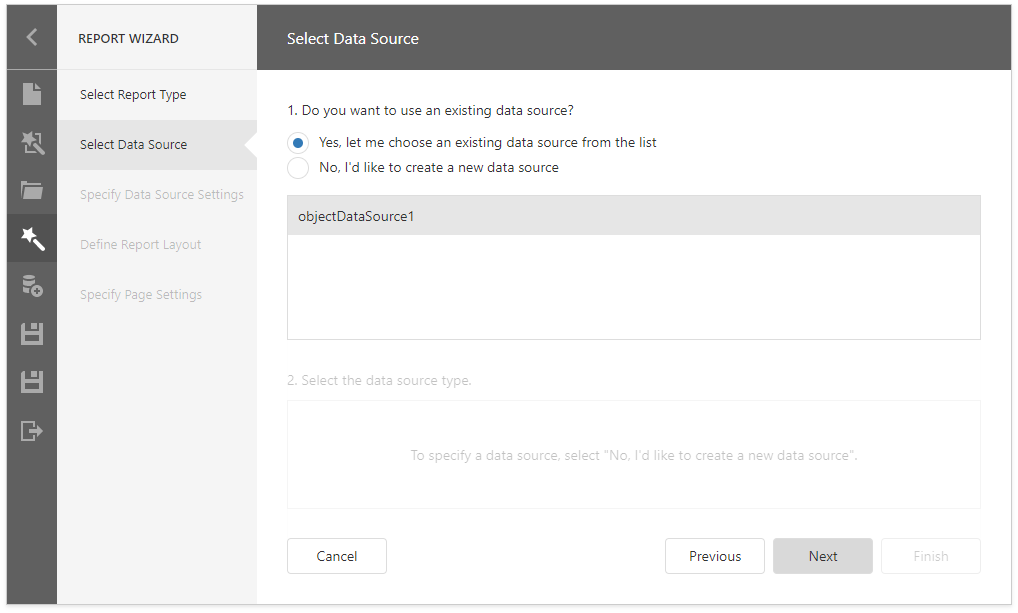 REPORT WIZARD
Select Data Source
Select Report Type
Select Data Source
Specify Data Source Settings
Define Report Layout
Specify Page Settings
1. Do you want to use an existing data source?
Yes, let me choose an existing data source from the list
No, I'd like to create a new data source
objectDataSource1
2. Select the data source type.
To specify a data source, select "No, I'd like to create a new data source".
Cancel
Previous
Next
Finish